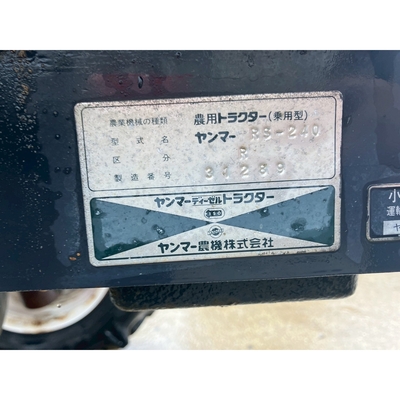 農業機械の種類 農用トラクター(乗用型)
型式名 ヤンマー RS-240
区分 R
製造番号 31289
ヤンマーディーゼルトラクター
ヤンマー農機株式会社
小
運